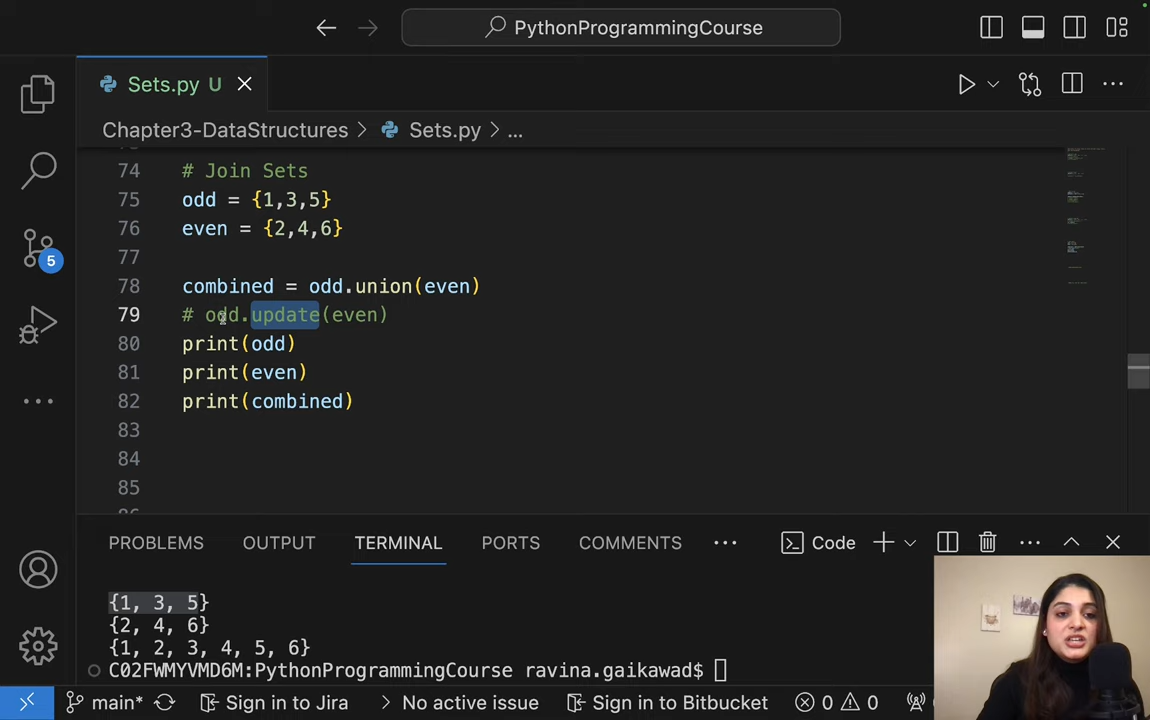 PythonProgrammingCourse
Sets.py U
Chapter3-DataStructures > Sets.py > ...
74 # Join Sets
75 odd = {1,3,5}
76 even = {2,4,6}
77
78 combined = odd.union(even)
79 # odd.update(even)
80 print(odd)
81 print(even)
82 print(combined)
83
84
85
PROBLEMS OUTPUT TERMINAL PORTS COMMENTS ... Code
5
{1, 3, 5}
{2, 4, 6}
{1, 2, 3, 4, 5, 6}
C02FWMYVMD6M:PythonProgrammingCourse ravina.gaikawad$
main* Sign in to Jira > No active issue Sign in to Bitbucket 0 0